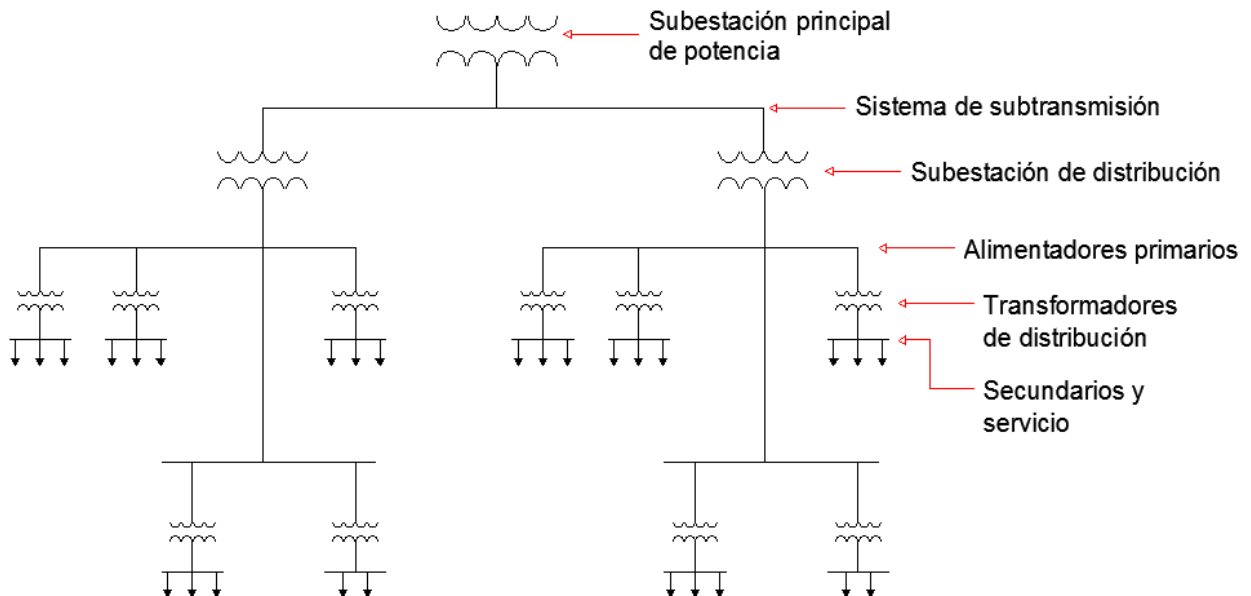 Subestación principal
de potencia
Sistema de subtransmisión
Subestación de distribución
Alimentadores primarios
Transformadores
de distribución
Secundarios y
servicio